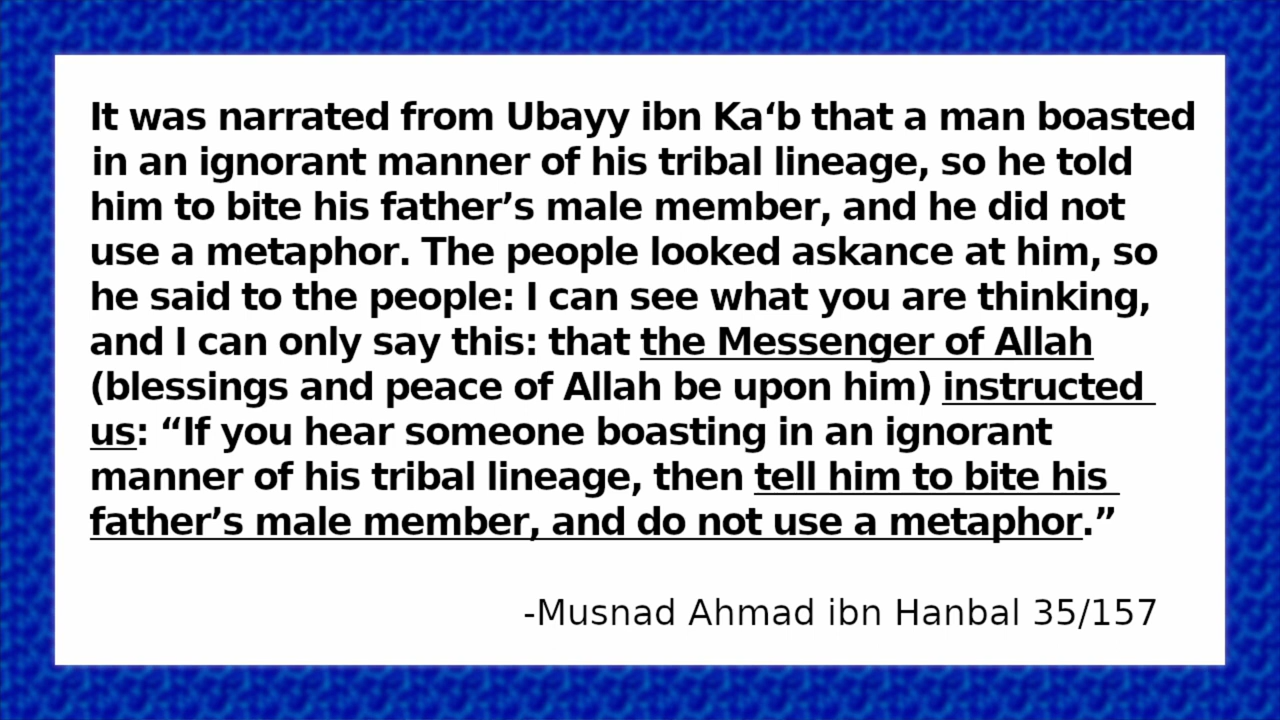 It was narrated from Ubayy ibn Ka‘b that a man boasted
in an ignorant manner of his tribal lineage, so he told
him to bite his father’s male member, and he did not
use a metaphor. The people looked askance at him, so
he said to the people: I can see what you are thinking,
and I can only say this: that the Messenger of Allah
(blessings and peace of Allah be upon him) instructed
us: “If you hear someone boasting in an ignorant
manner of his tribal lineage, then tell him to bite his
father’s male member, and do not use a metaphor.”
-Musnad Ahmad ibn Hanbal 35/157